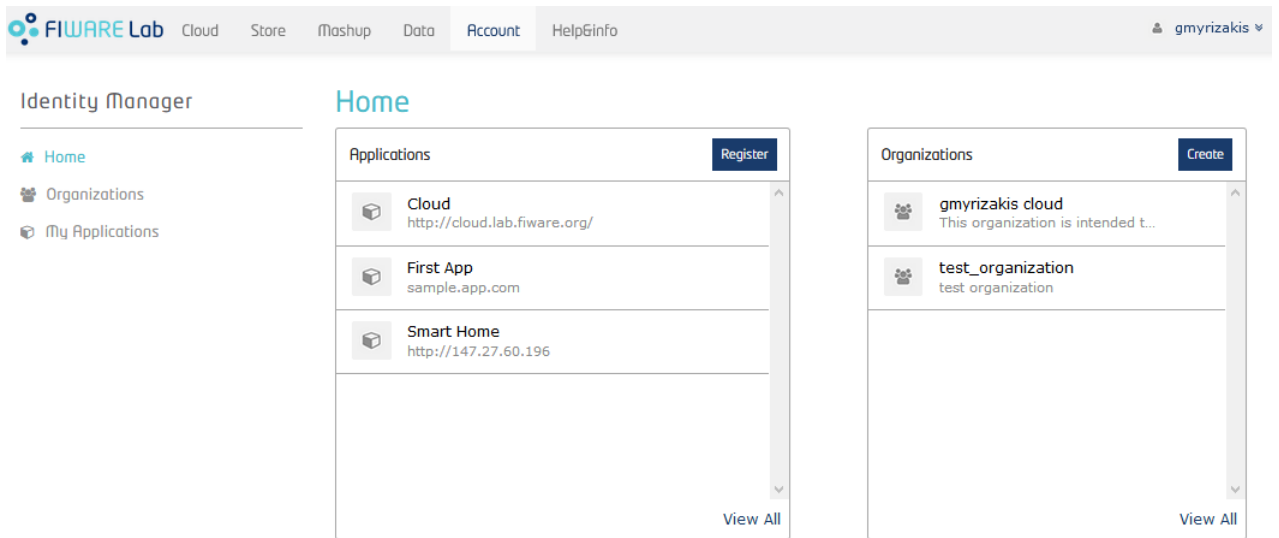 FIWARE Lab Cloud Store Mashup Data Account Help&info gmyrizakis
Identity Manager
Home
Organizations
My Applications
Home
Applications Register
Cloud
http://cloud.lab.fiware.org/
First App
sample.app.com
Smart Home
http://147.27.60.196
View All
Organizations Create
gmyrizakis cloud
This organization is intended t...
test_organization
test organization
View All